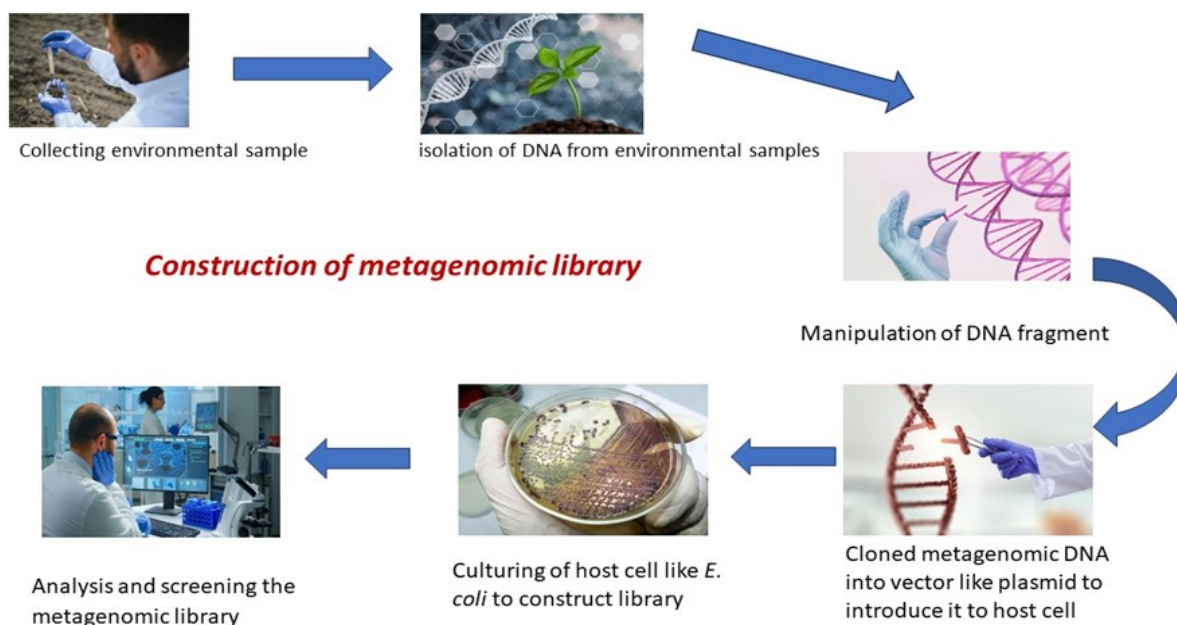 Collecting environmental sample
isolation of DNA from environmental samples
Construction of metagenomic library
Manipulation of DNA fragment
Cloned metagenomic DNA
into vector like plasmid to
introduce it to host cell
Culturing of host cell like E.
coli to construct library
Analysis and screening the
metagenomic library